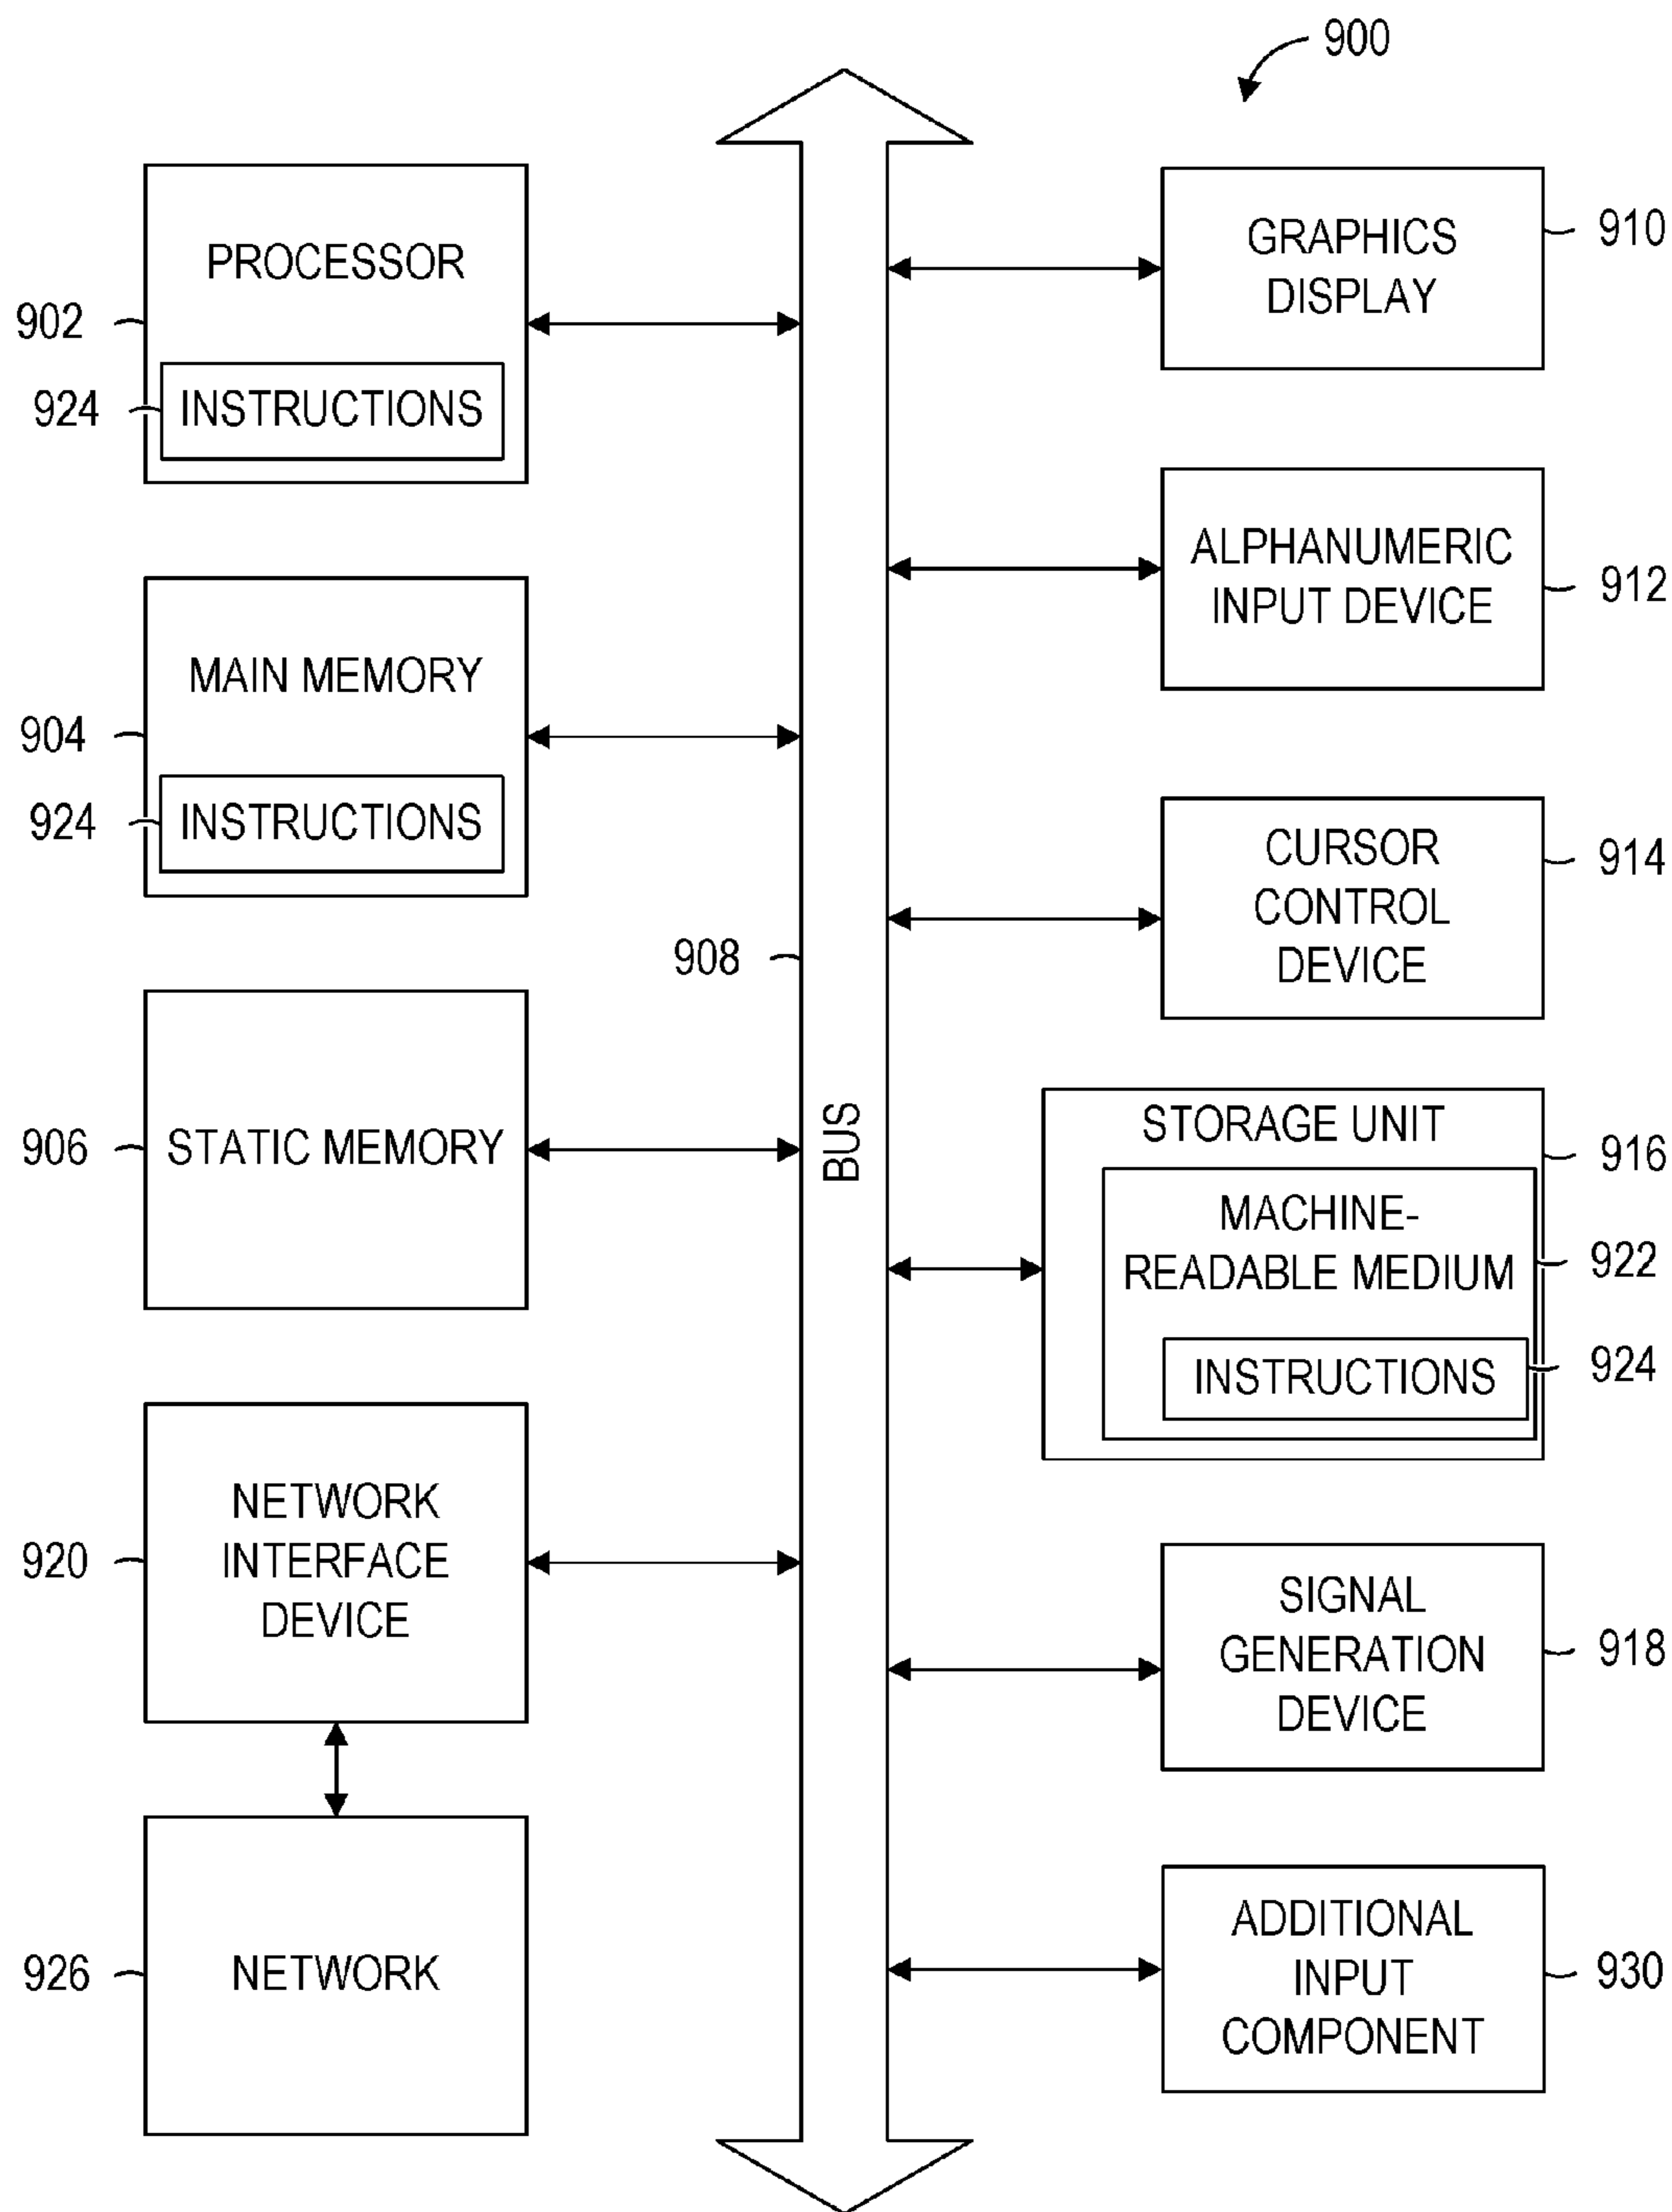 900
PROCESSOR
902
924
INSTRUCTIONS
MAIN MEMORY
904
924
INSTRUCTIONS
906
STATIC MEMORY
NETWORK
INTERFACE
DEVICE
920
926
NETWORK
908
BUS
GRAPHICS
DISPLAY
910
ALPHANUMERIC
INPUT DEVICE
912
CURSOR
CONTROL
DEVICE
914
STORAGE UNIT
916
MACHINE-
READABLE MEDIUM
922
INSTRUCTIONS
924
SIGNAL
GENERATION
DEVICE
918
ADDITIONAL
INPUT
COMPONENT
930